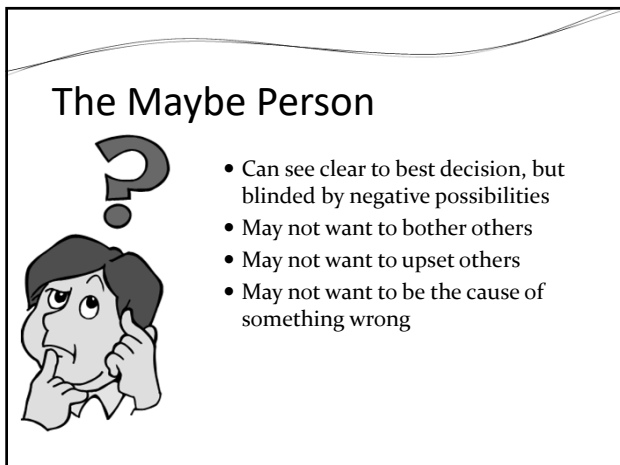 The Maybe Person
?
• Can see clear to best decision, but
blinded by negative possibilities
• May not want to bother others
• May not want to upset others
• May not want to be the cause of
something wrong